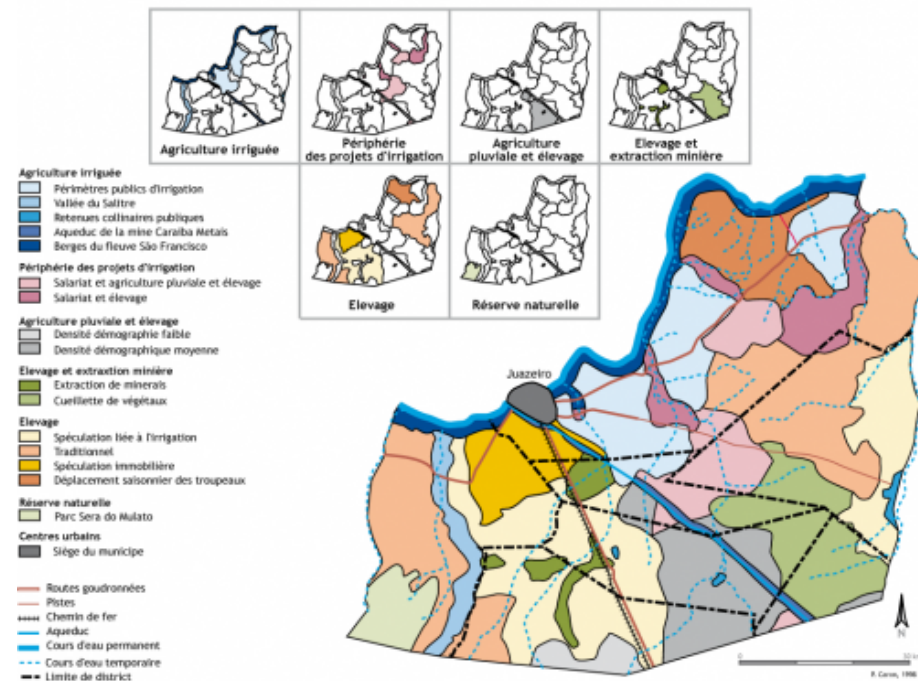 Agriculture irriguée
Périphérie
des projets d'irrigation
Agriculture
pluviale et élevage
Elevage et
extraction minière
Elevage
Réserve naturelle
Agriculture irriguée
Périmètres publics d'irrigation
Vallée du Salitre
Retenues collinaires publiques
Aqueduc de la mine Caraiba Metais
Berges du fleuve São Francisco
Périphérie des projets d'irrigation
Salariat et agriculture pluviale et élevage
Salariat et élevage
Agriculture pluviale et élevage
Densité démographie faible
Densité démographique moyenne
Elevage et extraxtion minière
Extraction de minerais
Cueillette de végétaux
Elevage
Spéculation liée à l'irrigation
Traditionnel
Spéculation immobilière
Déplacement saisonnier des troupeaux
Réserve naturelle
Parc Sera do Mulato
Centres urbains
Siège du municipe
Routes goudronnées
Pistes
Chemin de fer
Aqueduc
Cours d'eau permanent
Cours d'eau temporaire
Limite de district
Juazeiro
N
0
P. Caron, 1998